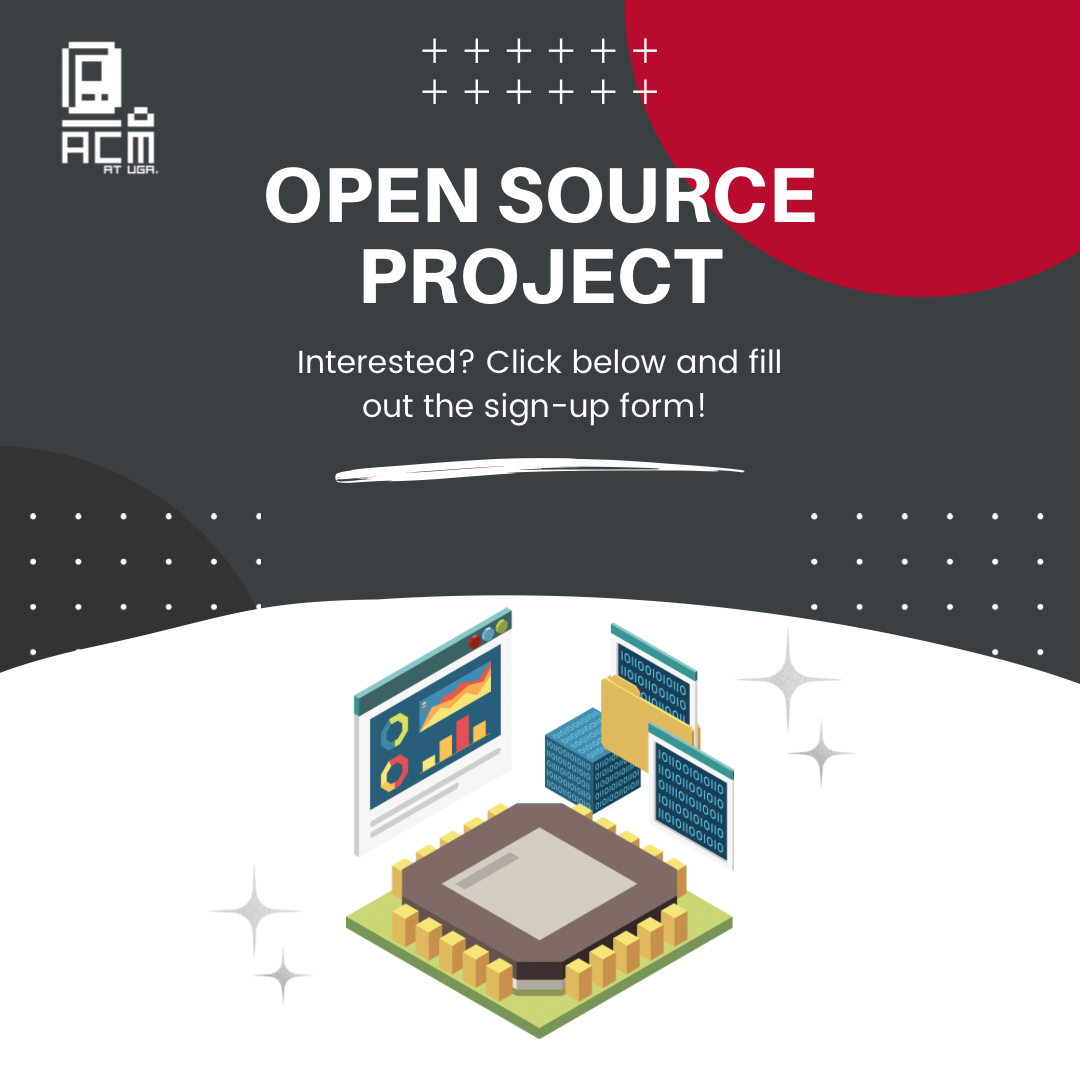 ACM
AT UGA.
OPEN SOURCE
PROJECT
Interested? Click below and fill
out the sign-up form!